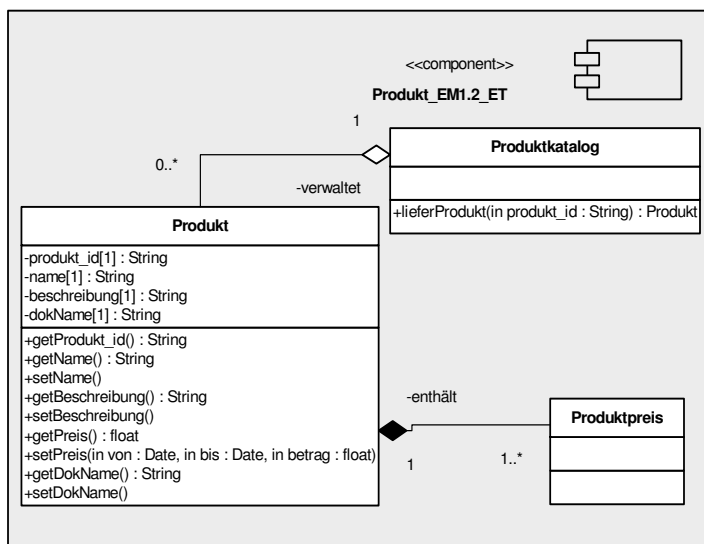 <<component>>
Produkt_EM1.2_ET
1
0..*
-verwaltet
Produktkatalog
+lieferProdukt(in produkt_id : String) : Produkt
Produkt
-produkt_id[1] : String
-name[1] : String
-beschreibung[1] : String
-dokName[1] : String
+getProdukt_id() : String
+getName() : String
+setName()
+getBeschreibung() : String
+setBeschreibung()
+getPreis() : float
+setPreis(in von : Date, in bis : Date, in betrag : float)
+getDokName() : String
+setDokName()
-enthält
1
1..*
Produktpreis